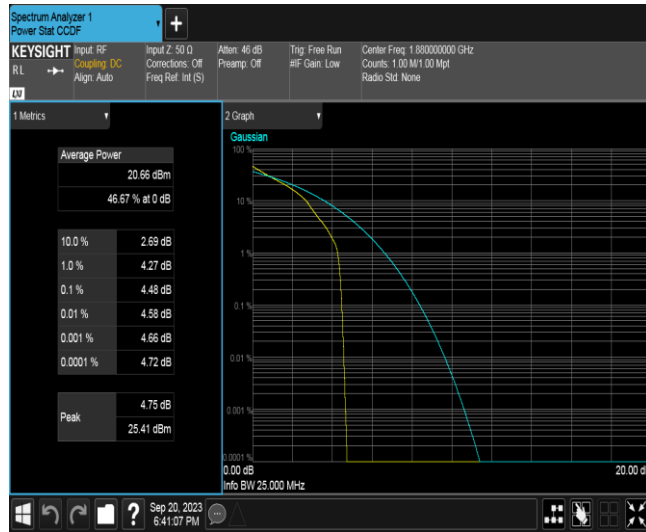 Spectrum Analyzer 1
Power Stat CCDF
+
KEYSIGHT
RL
LXI
Input: RF
Coupling: DC
Align: Auto
Input Z: 50 Ω
Corrections: Off
Freq Ref: Int (S)
Atten: 46 dB
Preamp: Off
Trig: Free Run
#IF Gain: Low
Center Freq: 1.880000000 GHz
Counts: 1.00 M/1.00 Mpt
Radio Std: None
1 Metrics
Average Power
20.66 dBm
46.67 % at 0 dB
10.0 % 2.69 dB
1.0 % 4.27 dB
0.1 % 4.48 dB
0.01 % 4.58 dB
0.001 % 4.66 dB
0.0001 % 4.72 dB
Peak
4.75 dB
25.41 dBm
2 Graph
Gaussian
100 %
10 %
1 %
0.1 %
0.01 %
0.001 %
0.0001 %
0.00 dB
20.00 d
Info BW 25.000 MHz
?
Sep 20, 2023
6:41:07 PM